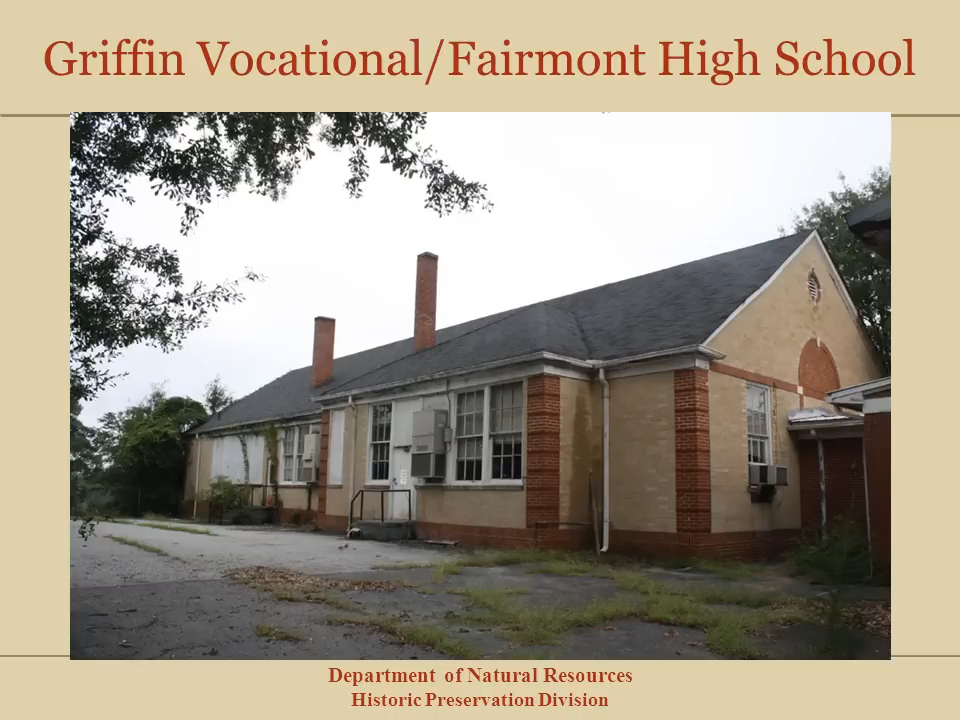 Griffin Vocational/Fairmont High School
Department of Natural Resources
Historic Preservation Division